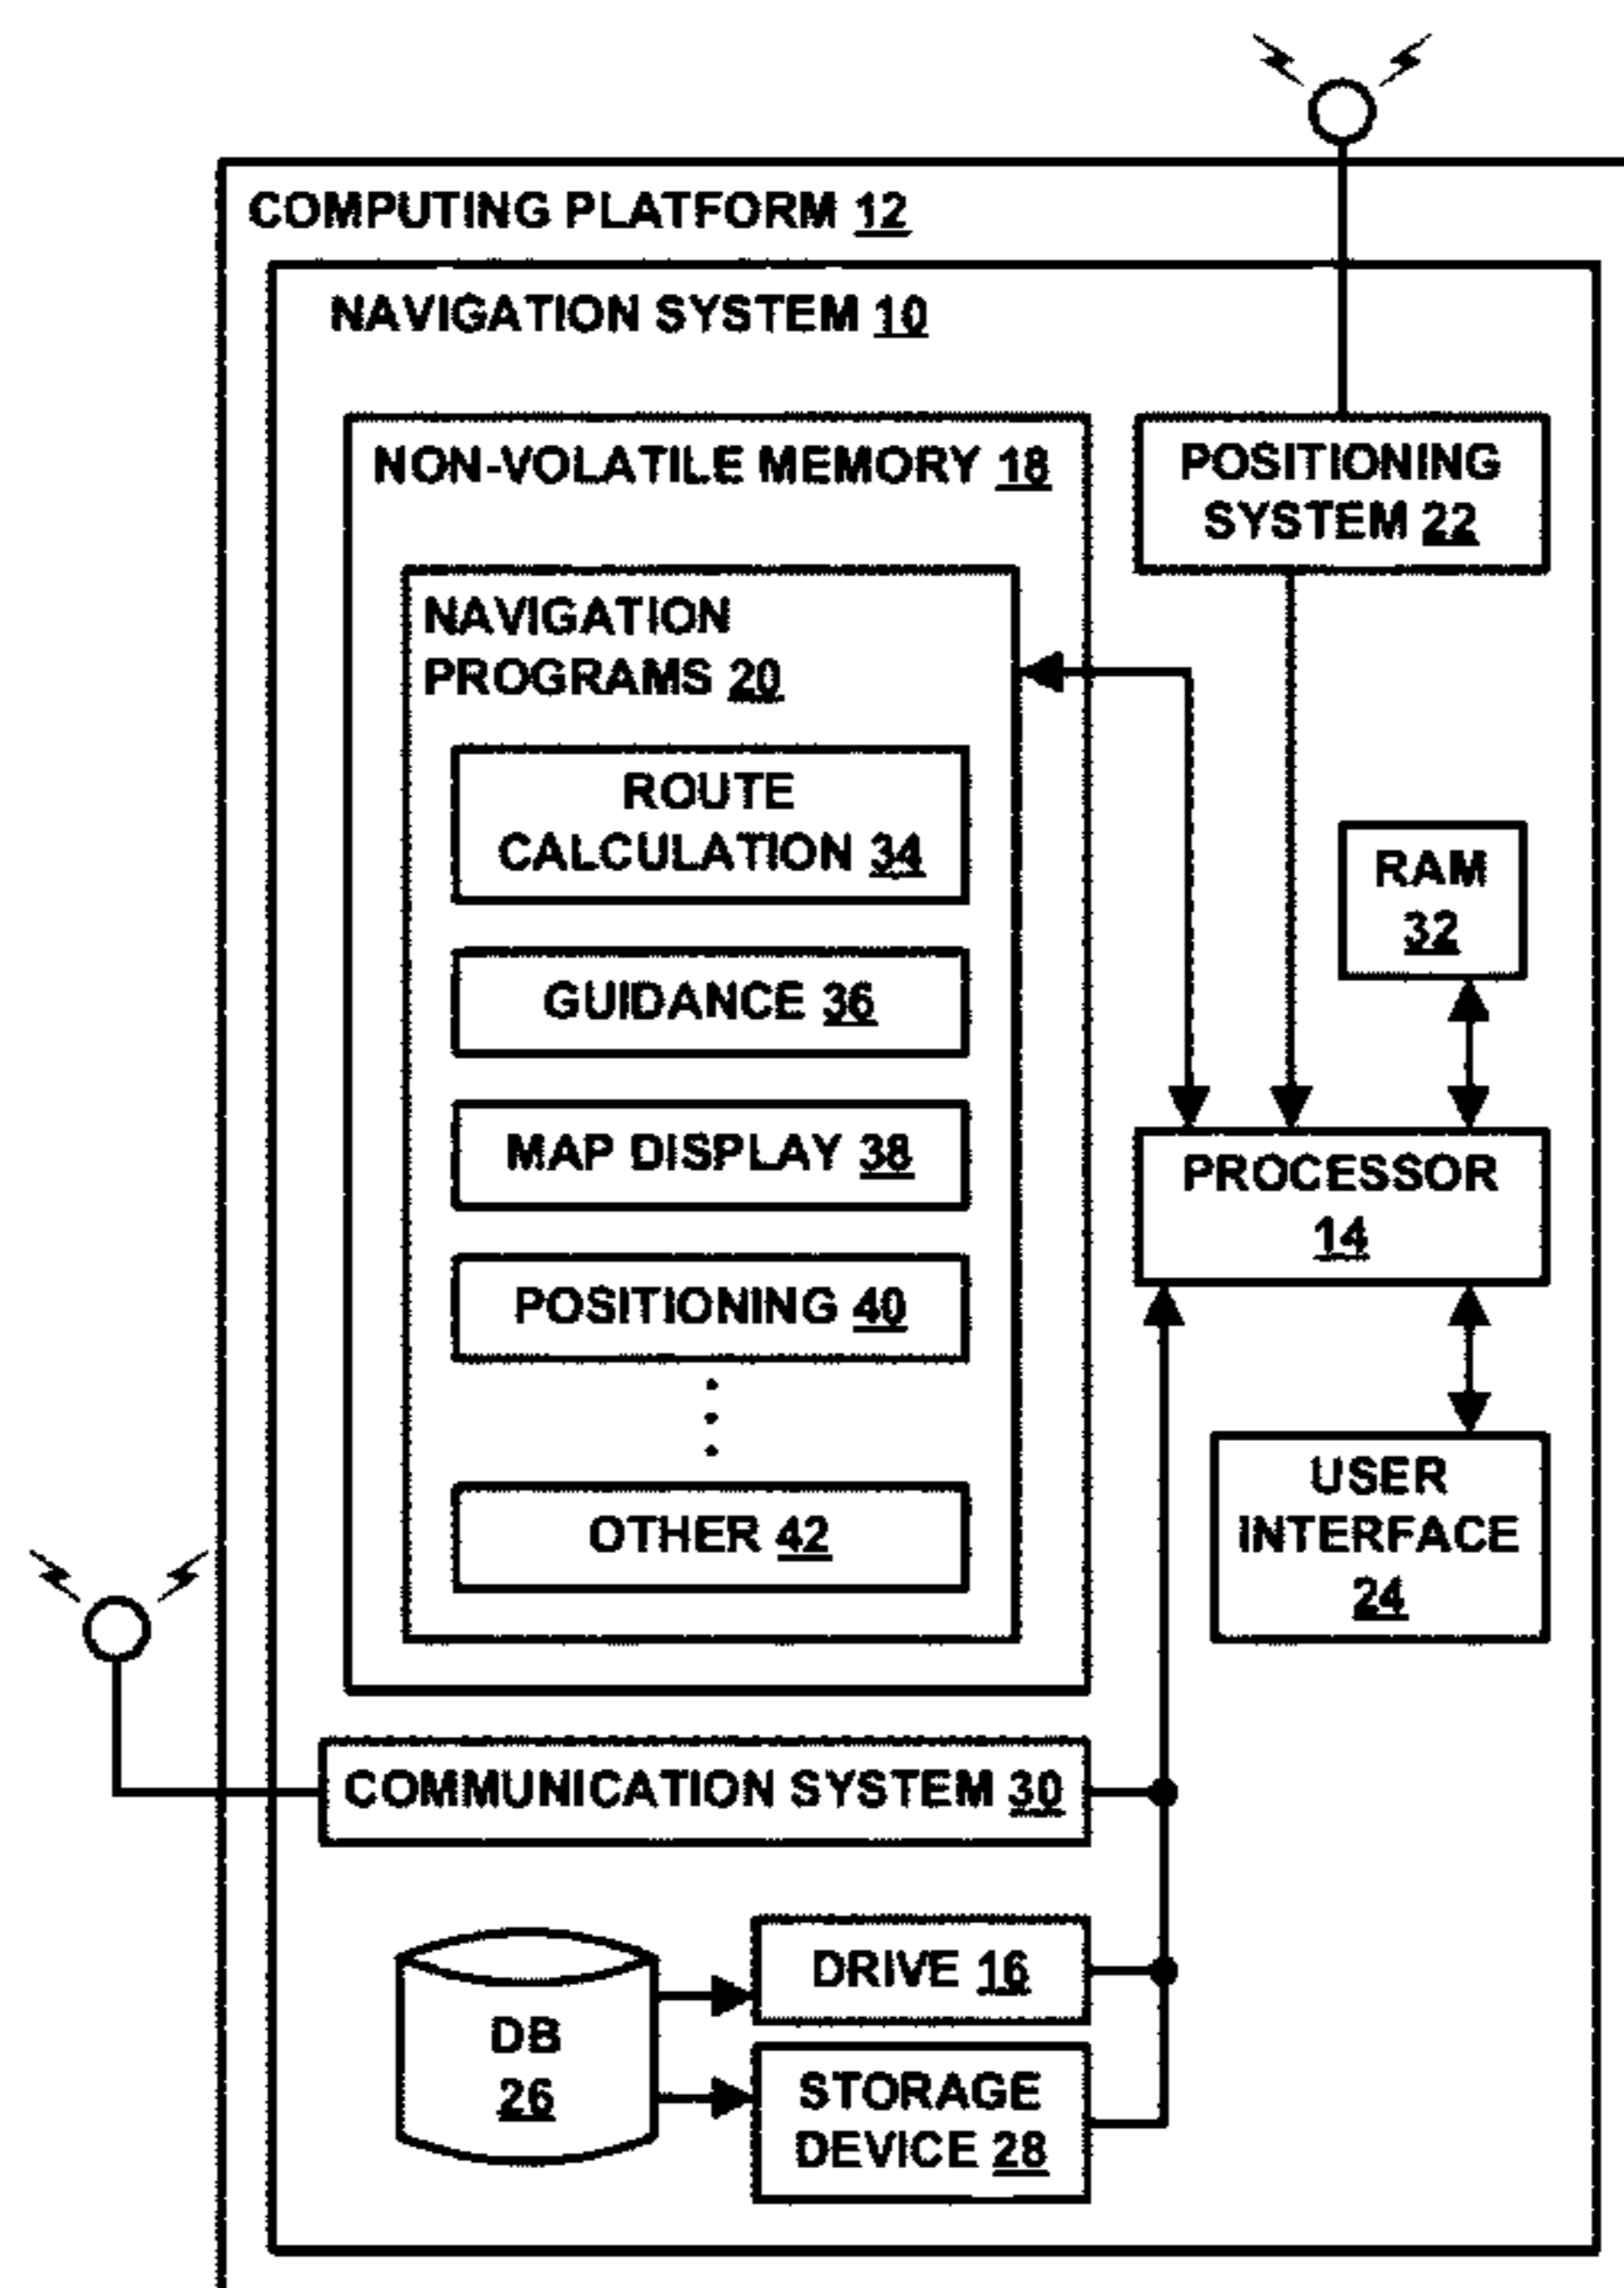 COMPUTING PLATFORM 12
NAVIGATION SYSTEM 10
NON-VOLATILE MEMORY 18
NAVIGATION
PROGRAMS 20
ROUTE
CALCULATION 34
GUIDANCE 36
MAP DISPLAY 38
POSITIONING 40
OTHER 42
POSITIONING
SYSTEM 22
RAM
32
PROCESSOR
14
USER
INTERFACE
24
COMMUNICATION SYSTEM 30
DB
26
DRIVE 16
STORAGE
DEVICE 28